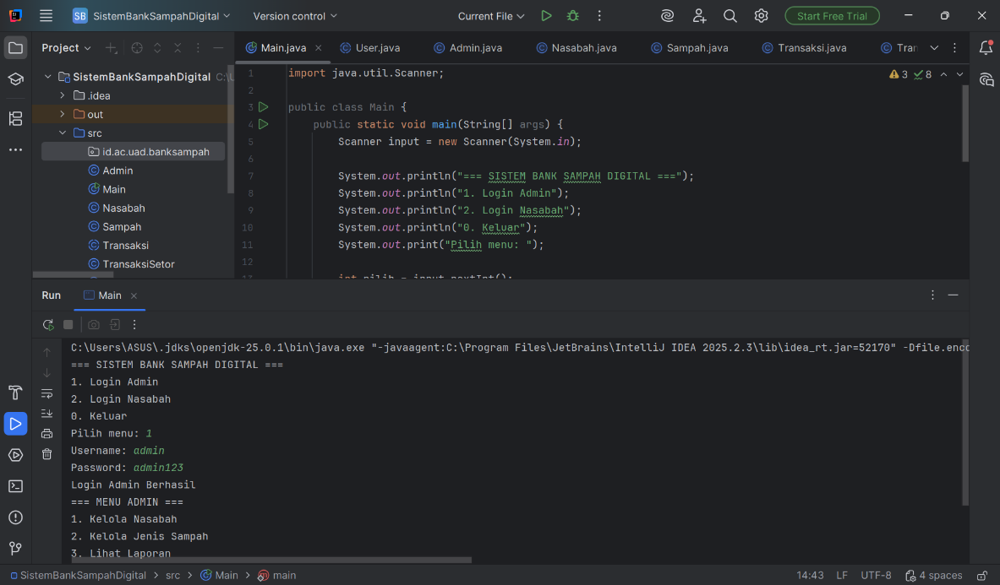 SB SistemBankSampahDigital Version control Current File Start Free Trial
Project
SistemBankSampahDigital C:\U
.idea
out
src
id.ac.uad.banksampah
Admin
Main
Nasabah
Sampah
Transaksi
TransaksiSetor
Main.java User.java Admin.java Nasabah.java Sampah.java Transaksi.java Tran
3 8
1 import java.util.Scanner;
2
3 public class Main {
4 public static void main(String[] args) {
5 Scanner input = new Scanner(System.in);
6
7 System.out.println("=== SISTEM BANK SAMPAH DIGITAL ===");
8 System.out.println("1. Login Admin");
9 System.out.println("2. Login Nasabah");
10 System.out.println("0. Keluar");
11 System.out.print("Pilih menu: ");
12
13 int pilih = input.nextInt();
Run Main
C:\Users\ASUS\.jdks\openjdk-25.0.1\bin\java.exe "-javaagent:C:\Program Files\JetBrains\IntelliJ IDEA 2025.2.3\lib\idea_rt.jar=52170" -Dfile.enco
=== SISTEM BANK SAMPAH DIGITAL ===
1. Login Admin
2. Login Nasabah
0. Keluar
Pilih menu: 1
Username: admin
Password: admin123
Login Admin Berhasil
=== MENU ADMIN ===
1. Kelola Nasabah
2. Kelola Jenis Sampah
3. Lihat Laporan
SistemBankSampahDigital > src > Main > main 14:43 LF UTF-8 4 spaces